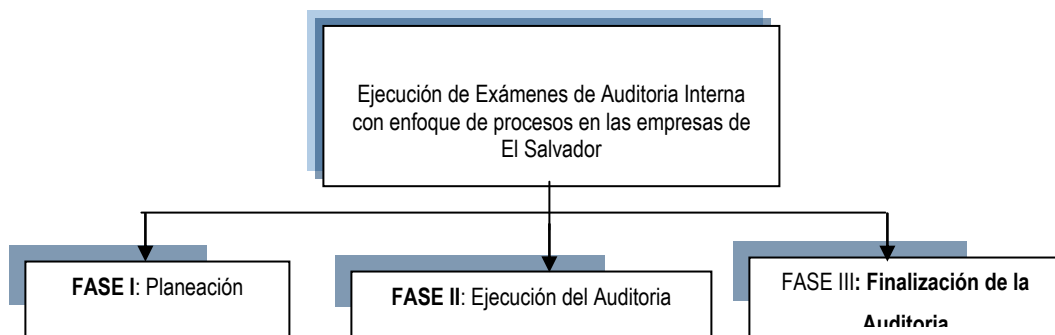 Ejecución de Exámenes de Auditoria Interna
con enfoque de procesos en las empresas de
El Salvador
FASE I: Planeación
FASE II: Ejecución del Auditoria
FASE III: Finalización de la
Auditoria